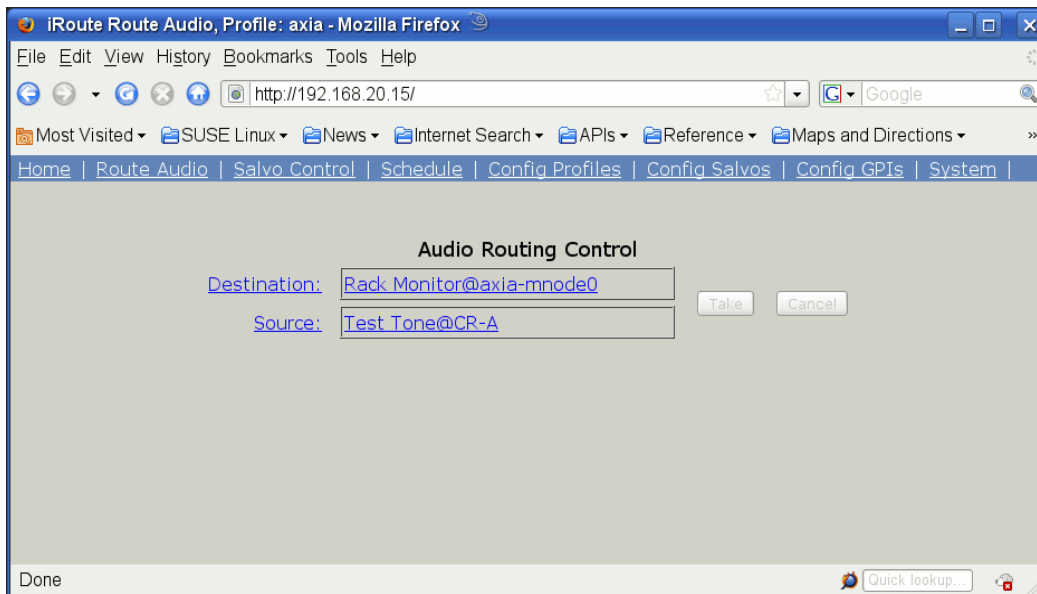 iRoute Route Audio, Profile: axia - Mozilla Firefox
File Edit View History Bookmarks Tools Help
http://192.168.20.15/ G Google
Most Visited SUSE Linux News Internet Search APIs Reference Maps and Directions »
Home | Route Audio | Salvo Control | Schedule | Config Profiles | Config Salvos | Config GPIs | System |
Audio Routing Control
Destination: Rack Monitor@axia-mnode0
Take Cancel
Source: Test Tone@CR-A
Done Quick lookup...